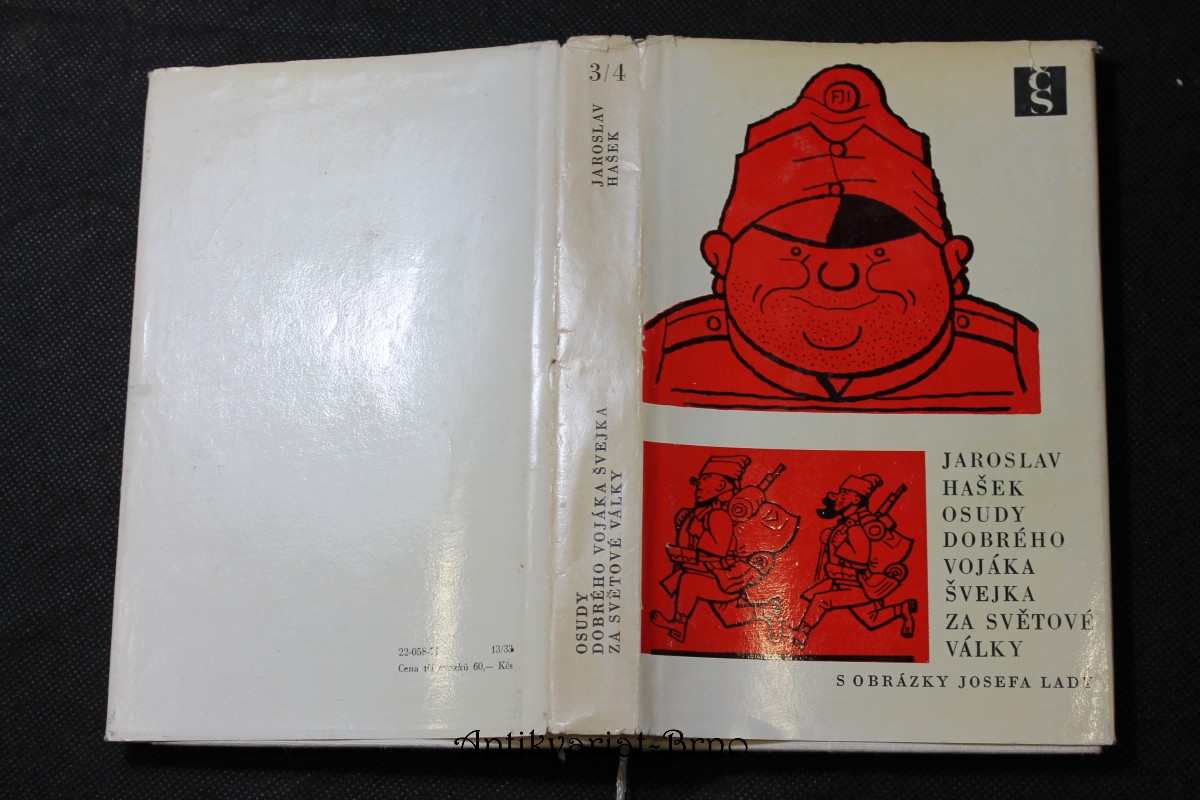 3/4
JAROSLAV
HAŠEK
OSUDY
DOBRÉHO VOJÁKA ŠVEJKA
ZA SVĚTOVÉ VÁLKY
22-058-7
13/33
Cena
60,— Kčs
ČS
FJI
JAROSLAV
HAŠEK
OSUDY
DOBRÉHO
VOJÁKA
ŠVEJKA
ZA SVĚTOVÉ
VÁLKY
S OBRÁZKY JOSEFA LADY
Antikvariat-Brno